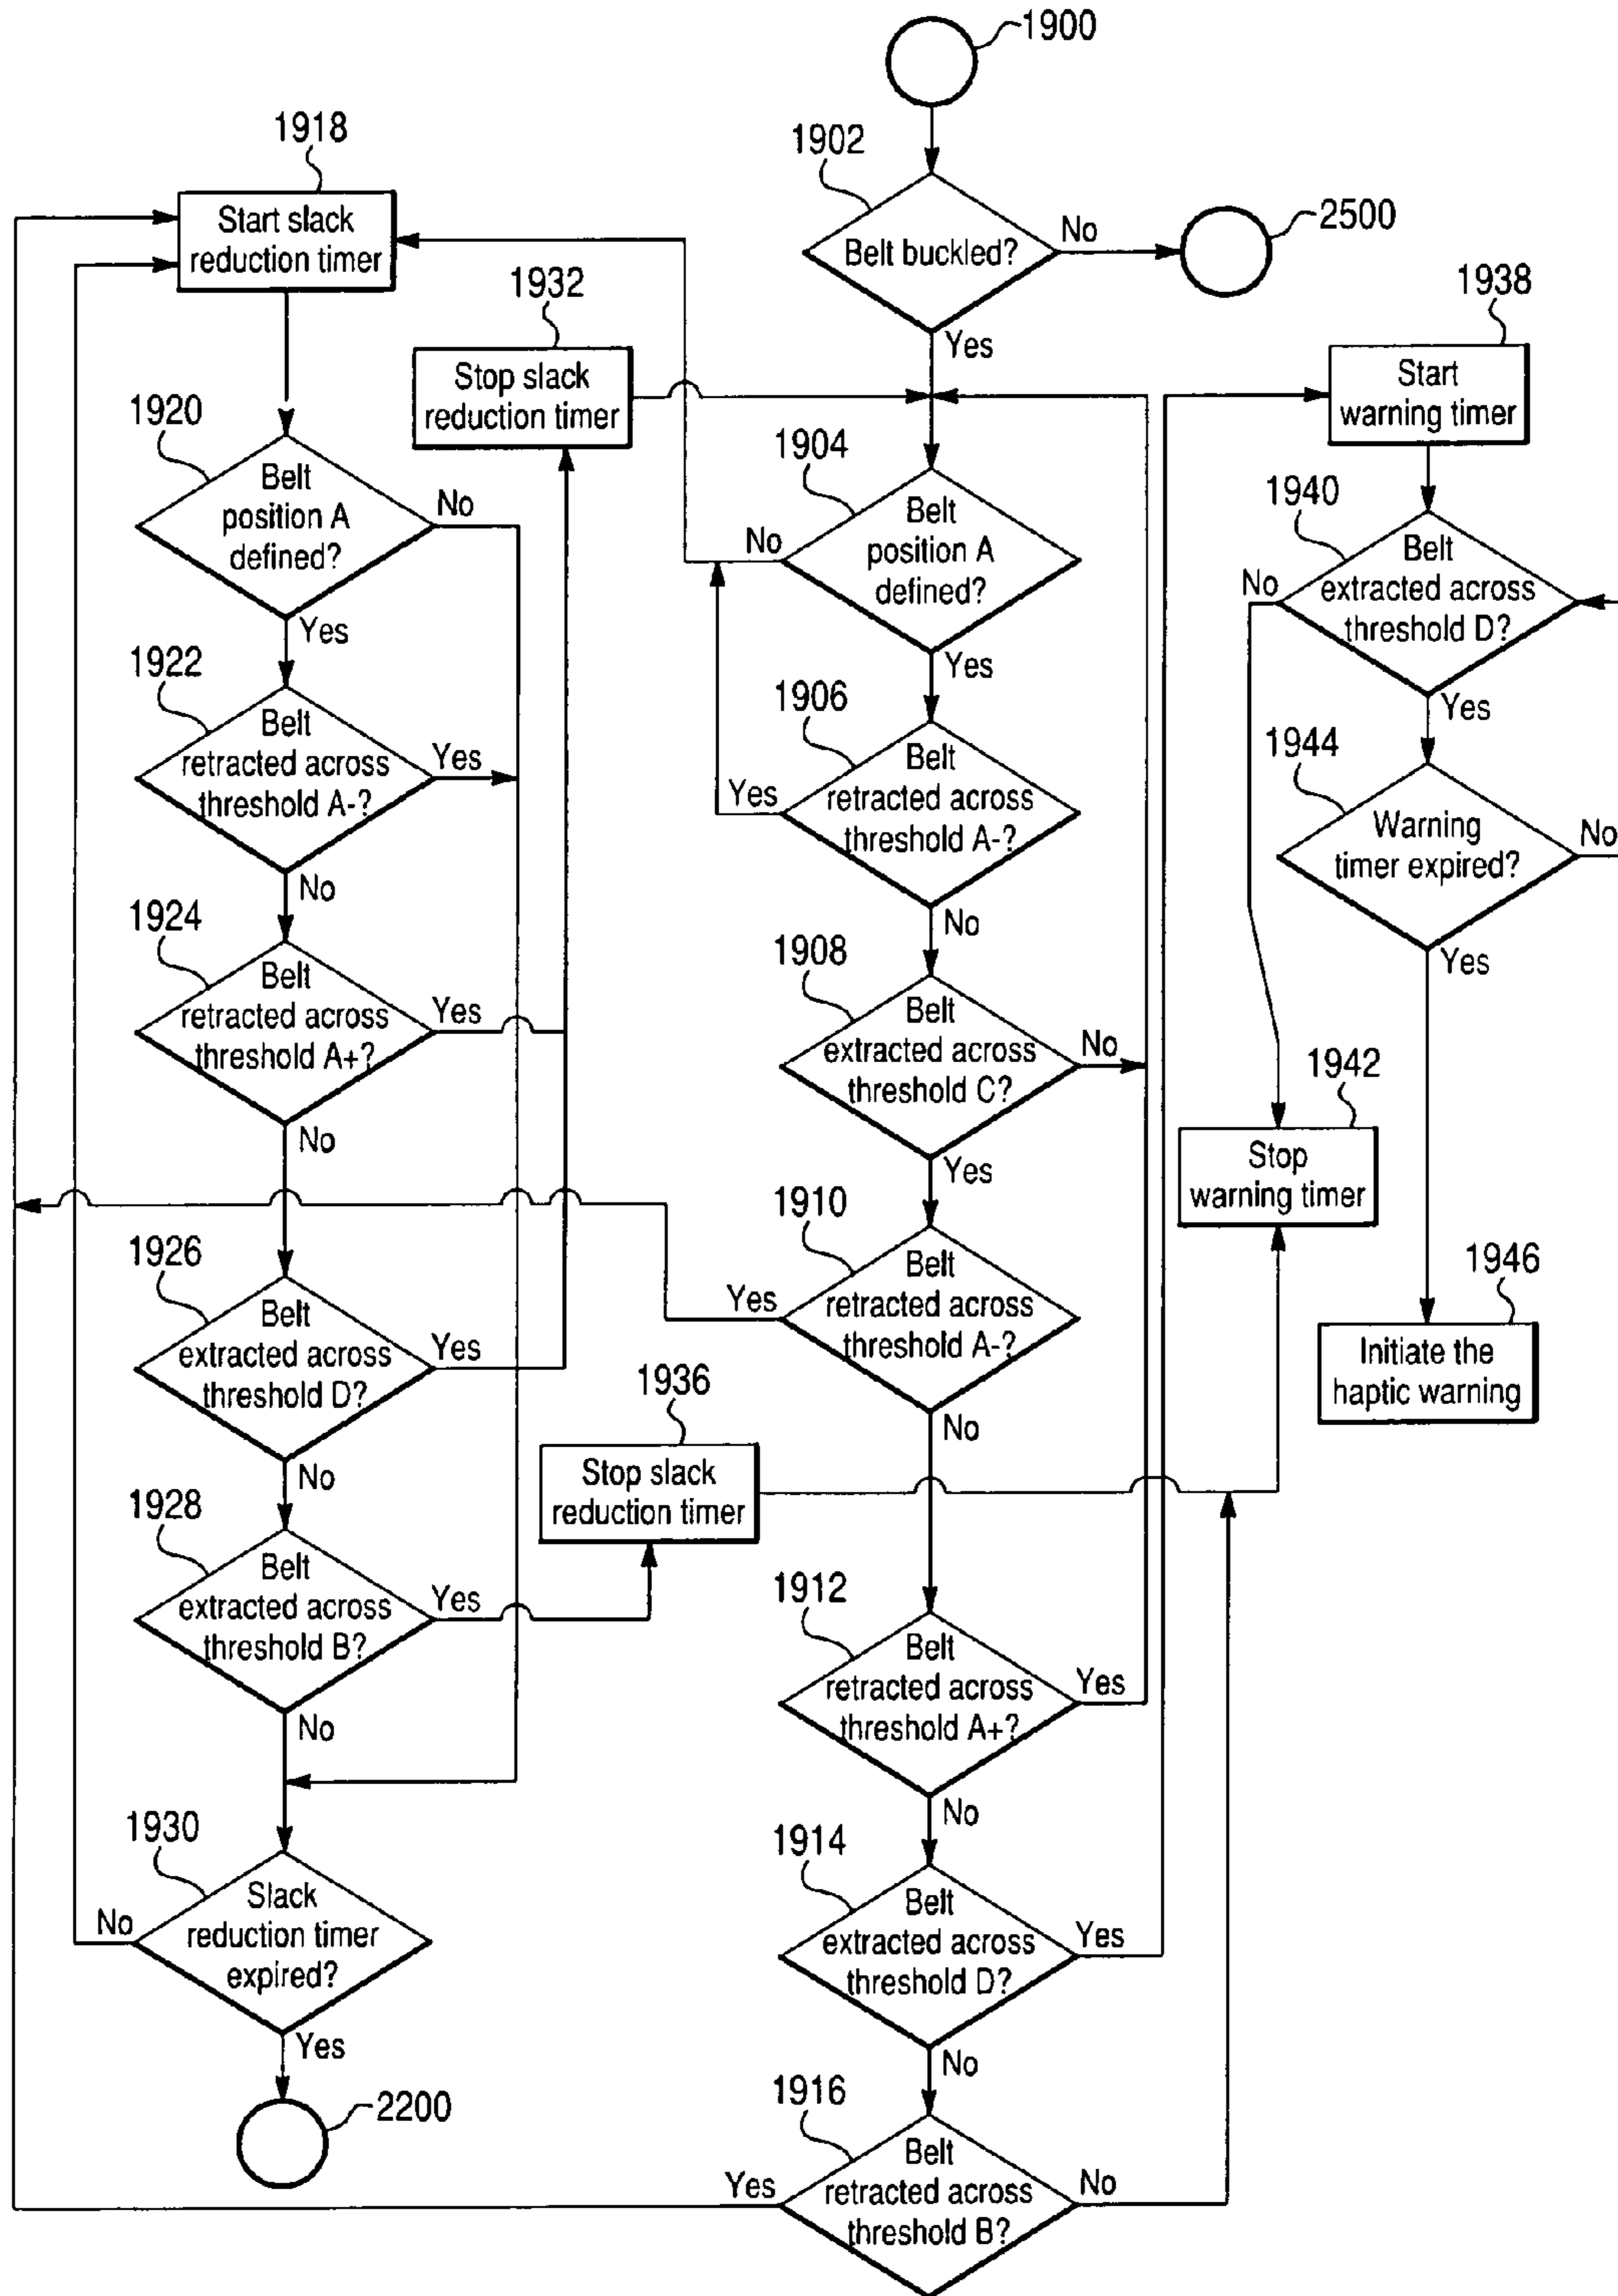 1900
1902
Belt buckled?
No
2500
Yes
1918
Start slack
reduction timer
1932
Stop slack
reduction timer
1938
Start
warning timer
1920
Belt
position A
defined?
No
Yes
1904
Belt
position A
defined?
No
Yes
1940
Belt
extracted across
threshold D?
No
Yes
1922
Belt
retracted across
threshold A-?
Yes
No
1906
Belt
retracted across
threshold A-?
Yes
No
1944
Warning
timer expired?
No
Yes
1924
Belt
retracted across
threshold A+?
Yes
No
1908
Belt
extracted across
threshold C?
No
Yes
1942
Stop
warning timer
1910
Belt
retracted across
threshold A-?
Yes
No
1926
Belt
extracted across
threshold D?
Yes
No
1946
Initiate the
haptic warning
1936
Stop slack
reduction timer
1928
Belt
extracted across
threshold B?
Yes
No
1912
Belt
retracted across
threshold A+?
Yes
No
1930
Slack
reduction timer
expired?
No
Yes
2200
1914
Belt
extracted across
threshold D?
Yes
No
1916
Belt
retracted across
threshold B?
Yes
No